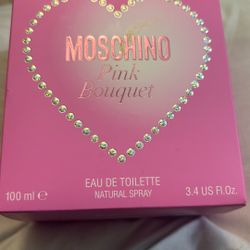 MOSCHINO
Pink
Bouquet
EAU DE TOILETTE
100 ml e NATURAL SPRAY 3.4 US Fl.Oz.